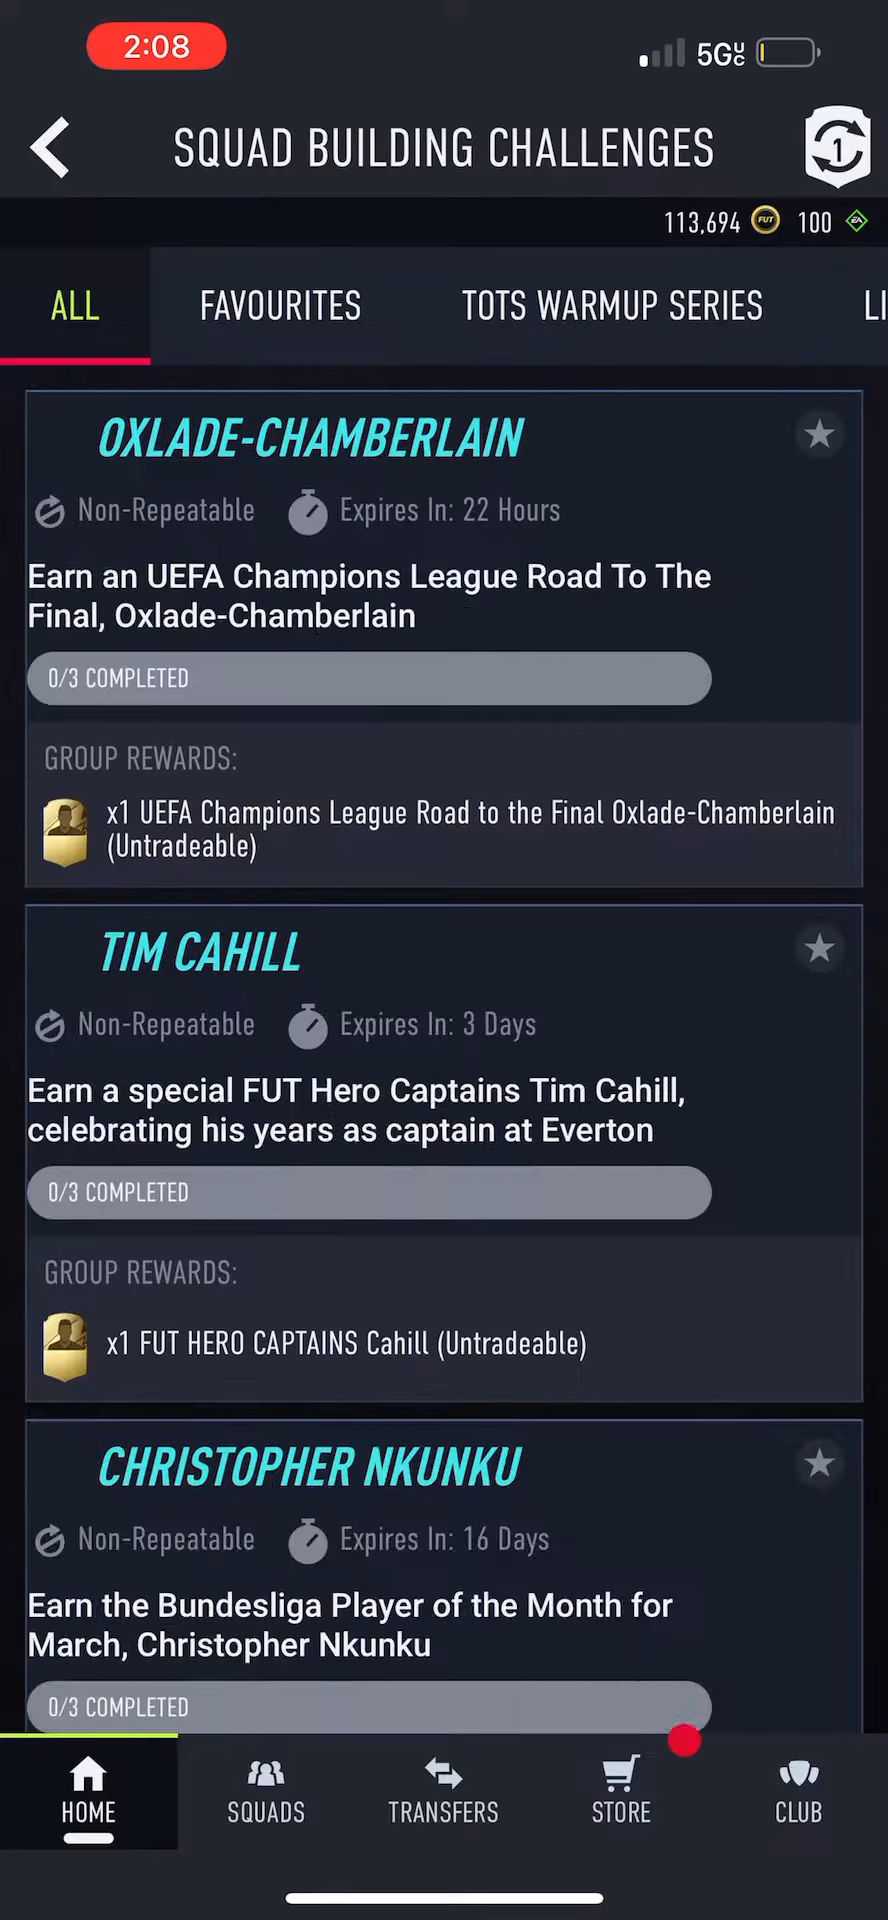 2:08
5G UC
SQUAD BUILDING CHALLENGES
1
113,694 FUT 100 EA
ALL FAVOURITES TOTS WARMUP SERIES LI
OXLADE-CHAMBERLAIN
Non-Repeatable Expires In: 22 Hours
Earn an UEFA Champions League Road To The
Final, Oxlade-Chamberlain
0/3 COMPLETED
GROUP REWARDS:
x1 UEFA Champions League Road to the Final Oxlade-Chamberlain
(Untradeable)
TIM CAHILL
Non-Repeatable Expires In: 3 Days
Earn a special FUT Hero Captains Tim Cahill,
celebrating his years as captain at Everton
0/3 COMPLETED
GROUP REWARDS:
x1 FUT HERO CAPTAINS Cahill (Untradeable)
CHRISTOPHER NKUNKU
Non-Repeatable Expires In: 16 Days
Earn the Bundesliga Player of the Month for
March, Christopher Nkunku
0/3 COMPLETED
HOME SQUADS TRANSFERS STORE CLUB